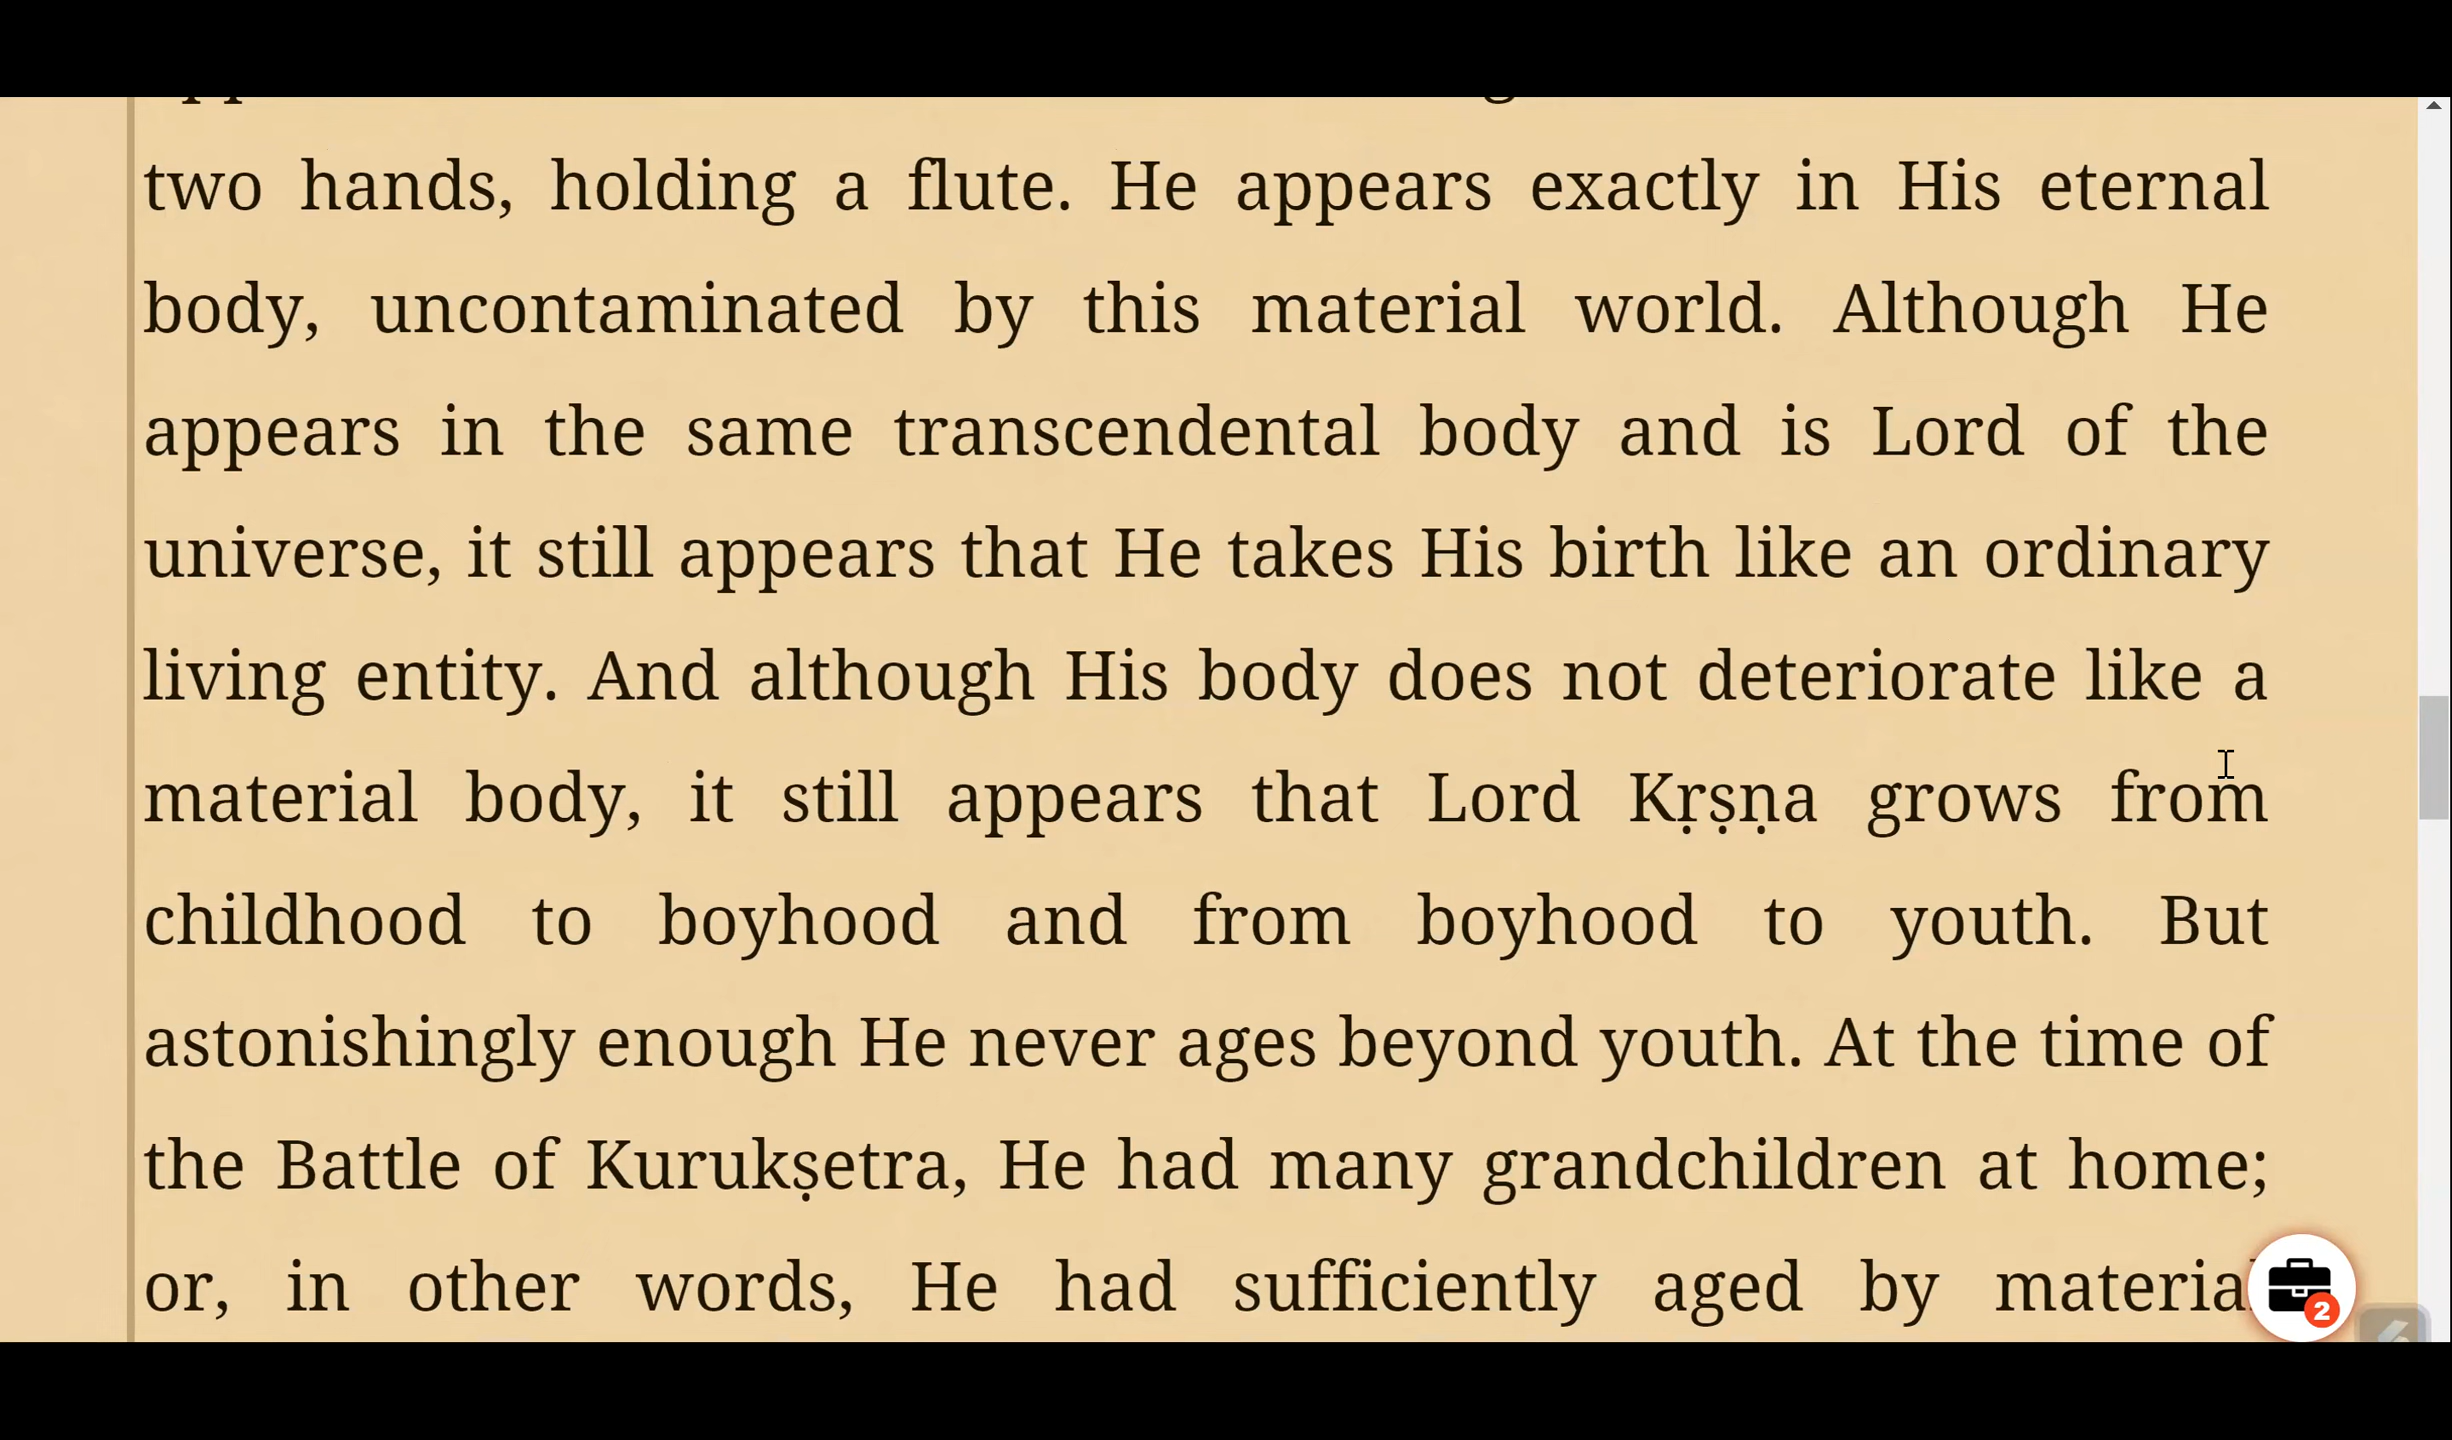 two hands, holding a flute. He appears exactly in His eternal
body, uncontaminated by this material world. Although He
appears in the same transcendental body and is Lord of the
universe, it still appears that He takes His birth like an ordinary
living entity. And although His body does not deteriorate like a
material body, it still appears that Lord Kṛṣṇa grows from
childhood to boyhood and from boyhood to youth. But
astonishingly enough He never ages beyond youth. At the time of
the Battle of Kurukṣetra, He had many grandchildren at home;
or, in other words, He had sufficiently aged by material
2